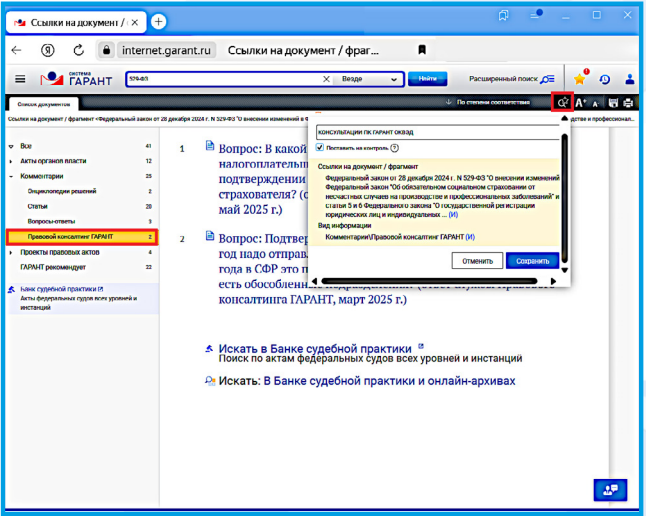 Ссылки на документ / ×
internet.garant.ru Ссылки на документ / фраг...
система
ГАРАНТ
529-ФЗ × Везде Найти Расширенный поиск
Список документов По степени соответствия A+ A-
Ссылки на документ / фрагмент «Федеральный закон от 28 декабря 2024 г. N 529-ФЗ "О внесении изменений в Ф
дстве и профессионал...
Все 41
Акты органов власти 12
Комментарии 25
Энциклопедии решений 2
Статьи 20
Вопросы-ответы 3
Правовой консалтинг ГАРАНТ 2
Проекты правовых актов 4
ГАРАНТ рекомендует 22
Банк судебной практики
Акты федеральных судов всех уровней и
инстанций
1 Вопрос: В какой
налогоплательщ
подтверждении
страхователя? (о
май 2025 г.)
2 Вопрос: Подтвер
год надо отправ
года в СФР это п
есть обособленн
консалтинга ГАРАНТ, март 2025 г.)
КОНСУЛЬТАЦИИ ПК ГАРАНТ ОКВЭД
Поставить на контроль ?
Ссылки на документ / фрагмент
Федеральный закон от 28 декабря 2024 г. N 529-ФЗ "О внесении изменений
Федеральный закон "Об обязательном социальном страховании от
несчастных случаев на производстве и профессиональных заболеваний" и
статьи 5 и 6 Федерального закона "О государственной регистрации
юридических лиц и индивидуальных ... (И)
Вид информации
Комментарии\Правовой консалтинг ГАРАНТ (И)
Отменить Сохранить
Искать в Банке судебной практики
Поиск по актам федеральных судов всех уровней и инстанций
Искать: В Банке судебной практики и онлайн-архивах